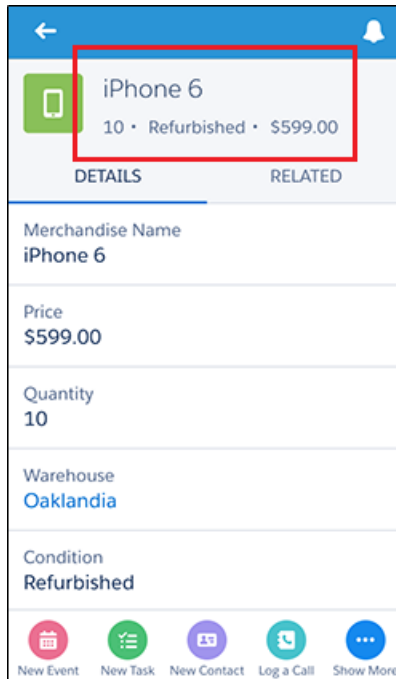 iPhone 6
10 • Refurbished • $599.00
DETAILS RELATED
Merchandise Name
iPhone 6
Price
$599.00
Quantity
10
Warehouse
Oaklandia
Condition
Refurbished
New Event New Task New Contact Log a Call Show More